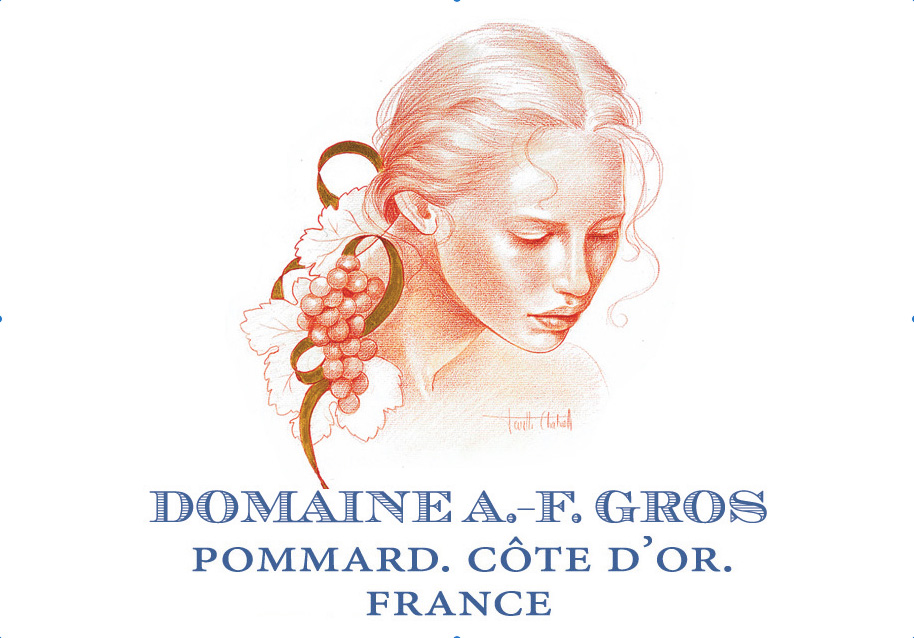 DOMAINE A.-F. GROS
POMMARD. CÔTE D'OR.
FRANCE